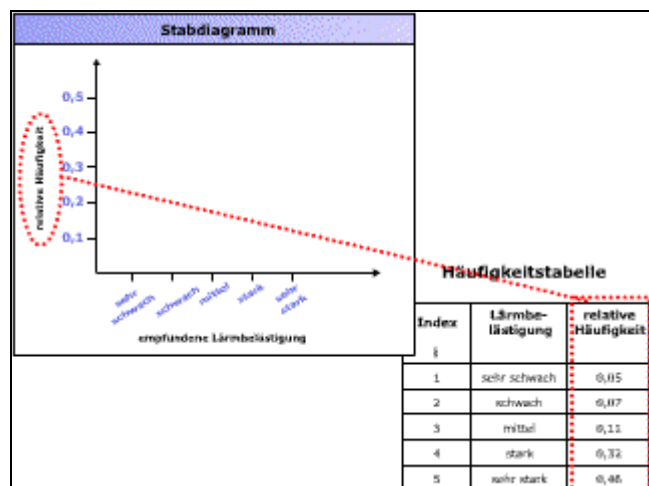 Stabdiagramm
relative Häufigkeit
0,5
0,4
0,3
0,2
0,1
sehr
schwach
schwach
mittel
stark
sehr
stark
empfundene Lärmbelästigung
Häufigkeitstabelle
Index
Lärmbe-
lästigung
relative
Häufigkeit
i
1 sehr schwach 0,05
2 schwach 0,07
3 mittel 0,11
4 stark 0,32
5 sehr stark 0,46